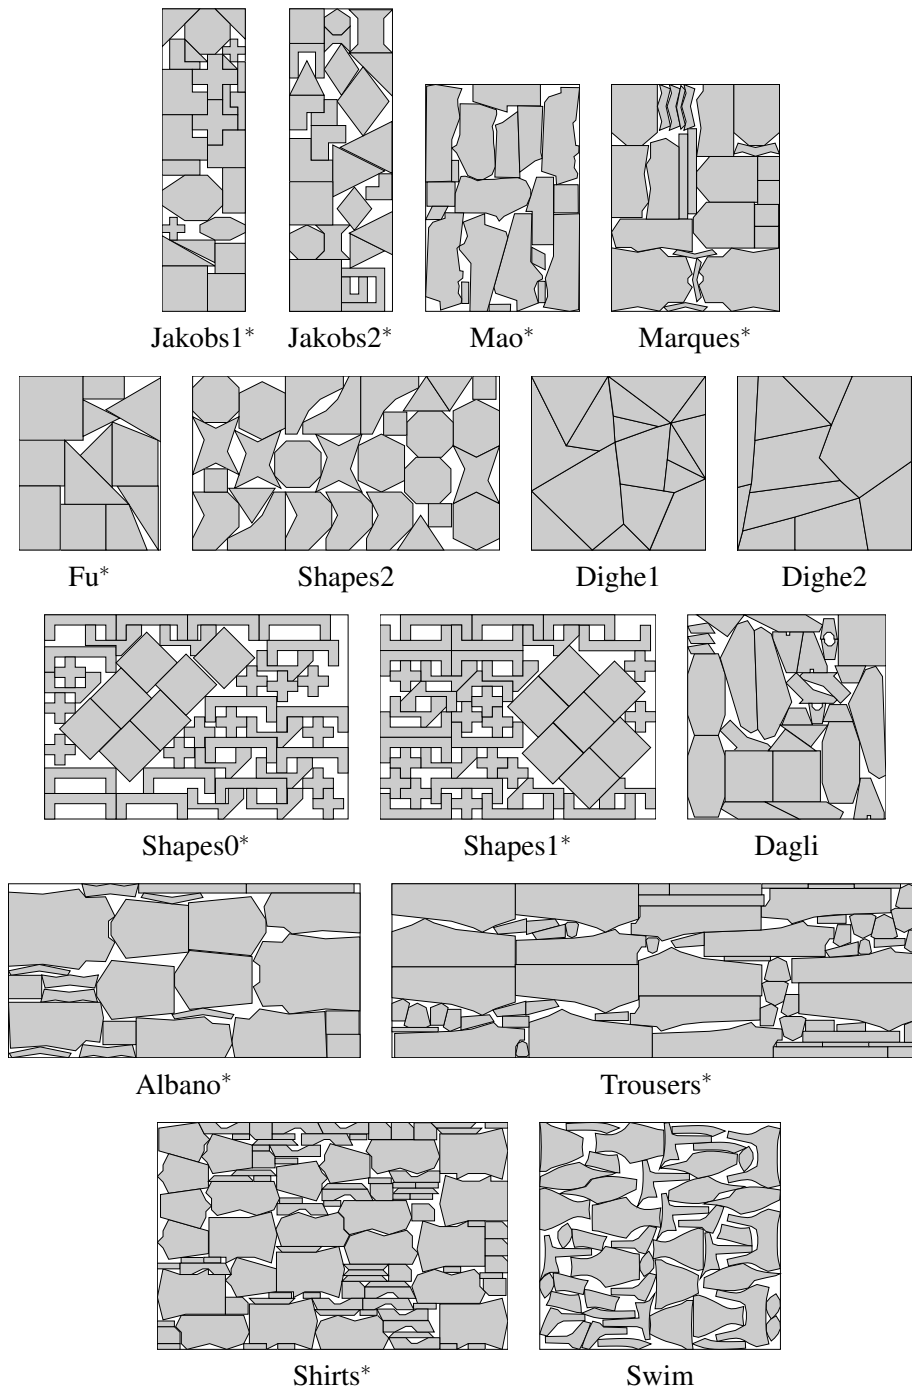 Jakobs1* Jakobs2* Mao* Marques*
Fu* Shapes2 Dighe1 Dighe2
Shapes0* Shapes1* Dagli
Albano* Trousers*
Shirts* Swim